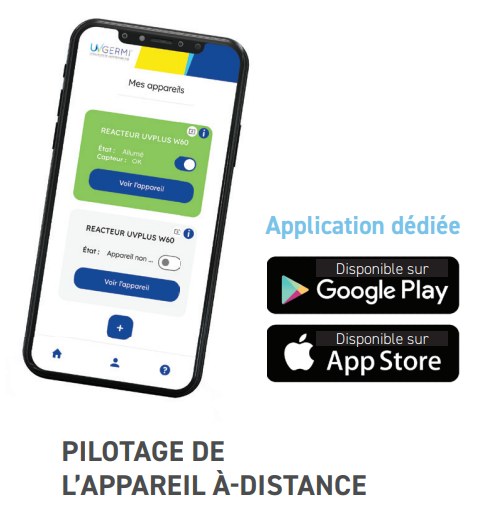 UVGERMI
Mes appareils
REACTEUR UVPLUS W60
État : Allumé
Capteur : Off
Voir l'appareil
REACTEUR UVPLUS W60
État : Appareil non ...
Voir l'appareil
+
Application dédiée
Disponible sur
Google Play
Disponible sur
App Store
PILOTAGE DE
L'APPAREIL À-DISTANCE